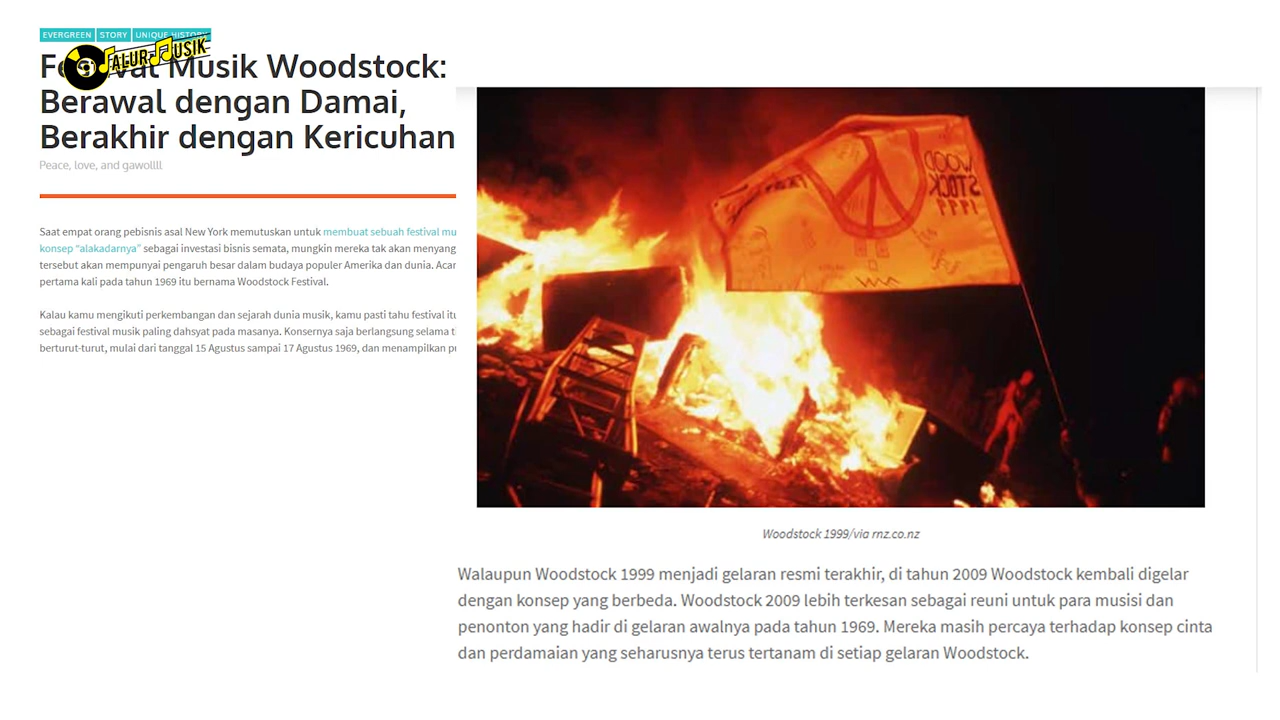 EVERGREEN STORY UNIQUE HISTORY
ALUR MUSIK
Festival Musik Woodstock:
Berawal dengan Damai,
Berakhir dengan Kericuhan
Peace, love, and gawollll
Saat empat orang pebisnis asal New York memutuskan untuk membuat sebuah festival mu
konsep “alakadarnya” sebagai investasi bisnis semata, mungkin mereka tak akan menyang
tersebut akan mempunyai pengaruh besar dalam budaya populer Amerika dan dunia. Acar
pertama kali pada tahun 1969 itu bernama Woodstock Festival.
Kalau kamu mengikuti perkembangan dan sejarah dunia musik, kamu pasti tahu festival itu
sebagai festival musik paling dahsyat pada masanya. Konsernya saja berlangsung selama t
berturut-turut, mulai dari tanggal 15 Agustus sampai 17 Agustus 1969, dan menampilkan pu
WOOD
STOCK
1999
Woodstock 1999/via rnz.co.nz
Walaupun Woodstock 1999 menjadi gelaran resmi terakhir, di tahun 2009 Woodstock kembali digelar
dengan konsep yang berbeda. Woodstock 2009 lebih terkesan sebagai reuni untuk para musisi dan
penonton yang hadir di gelaran awalnya pada tahun 1969. Mereka masih percaya terhadap konsep cinta
dan perdamaian yang seharusnya terus tertanam di setiap gelaran Woodstock.